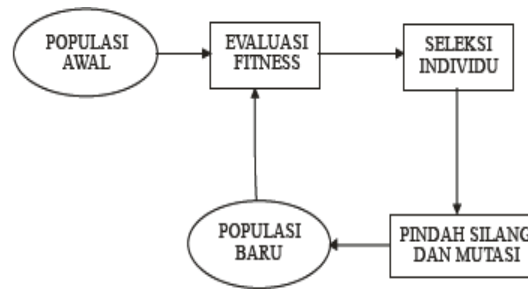 POPULASI
AWAL
EVALUASI
FITNESS
SELEKSI
INDIVIDU
PINDAH SILANG
DAN MUTASI
POPULASI
BARU